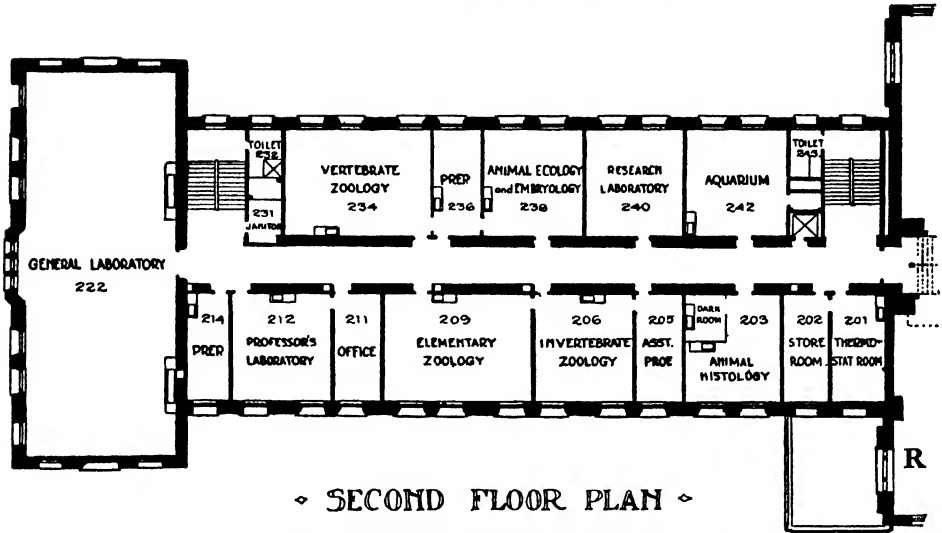 TOILET
232
VERTEBRATE
ZOOLOGY
234
PREP
236
ANIMAL ECOLOGY
and EMBRYOLOGY
238
RESEARCH
LABORATORY
240
AQUARIUM
242
TOILET
243
231
JANITOR
GENERAL LABORATORY
222
214
PREP
212
PROFESSOR'S
LABORATORY
211
OFFICE
209
ELEMENTARY
ZOOLOGY
206
INVERTEBRATE
ZOOLOGY
205
ASST.
PROF
DARK
ROOM
203
ANIMAL
HISTOLOGY
202
STORE
ROOM
201
THERMO-
STAT ROOM
R
SECOND FLOOR PLAN